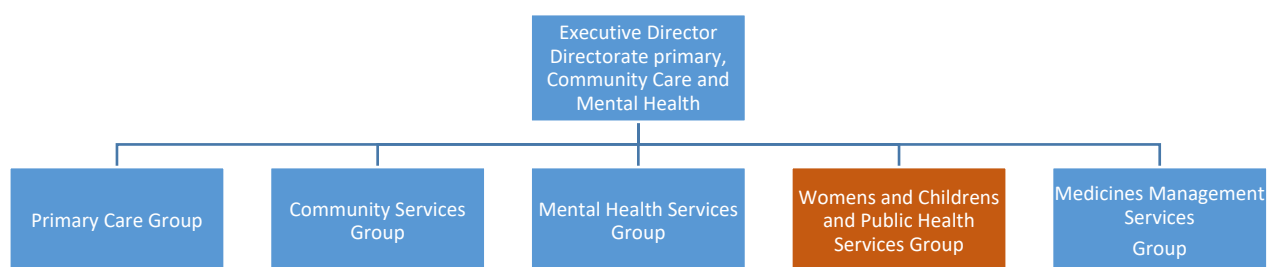 Executive Director
Directorate primary,
Community Care and
Mental Health
Primary Care Group
Community Services
Group
Mental Health Services
Group
Womens and Childrens
and Public Health
Services Group
Medicines Management
Services
Group